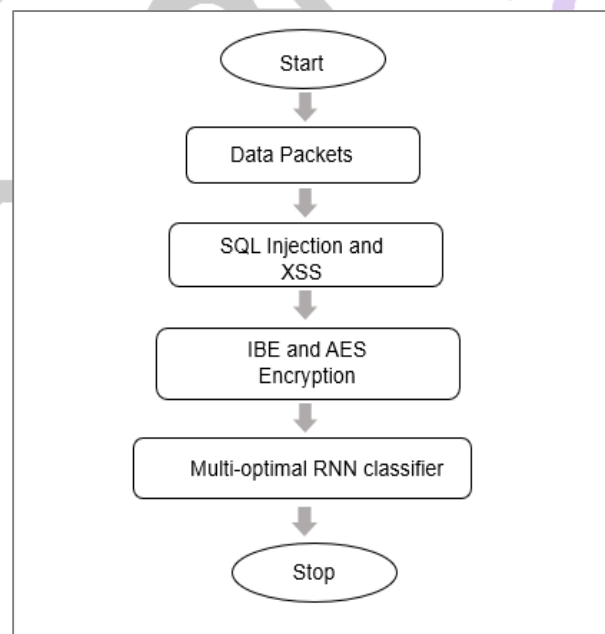 Start
Data Packets
SQL Injection and
XSS
IBE and AES
Encryption
Multi-optimal RNN classifier
Stop